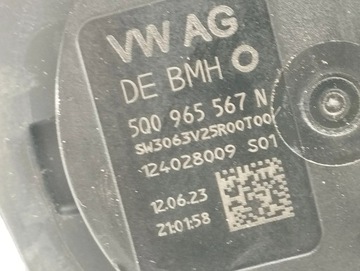 VW AG
DE BMH
5Q0 965 567 N
SW3063V25R00T00
124028009 S01
12.06.23
21:01:58